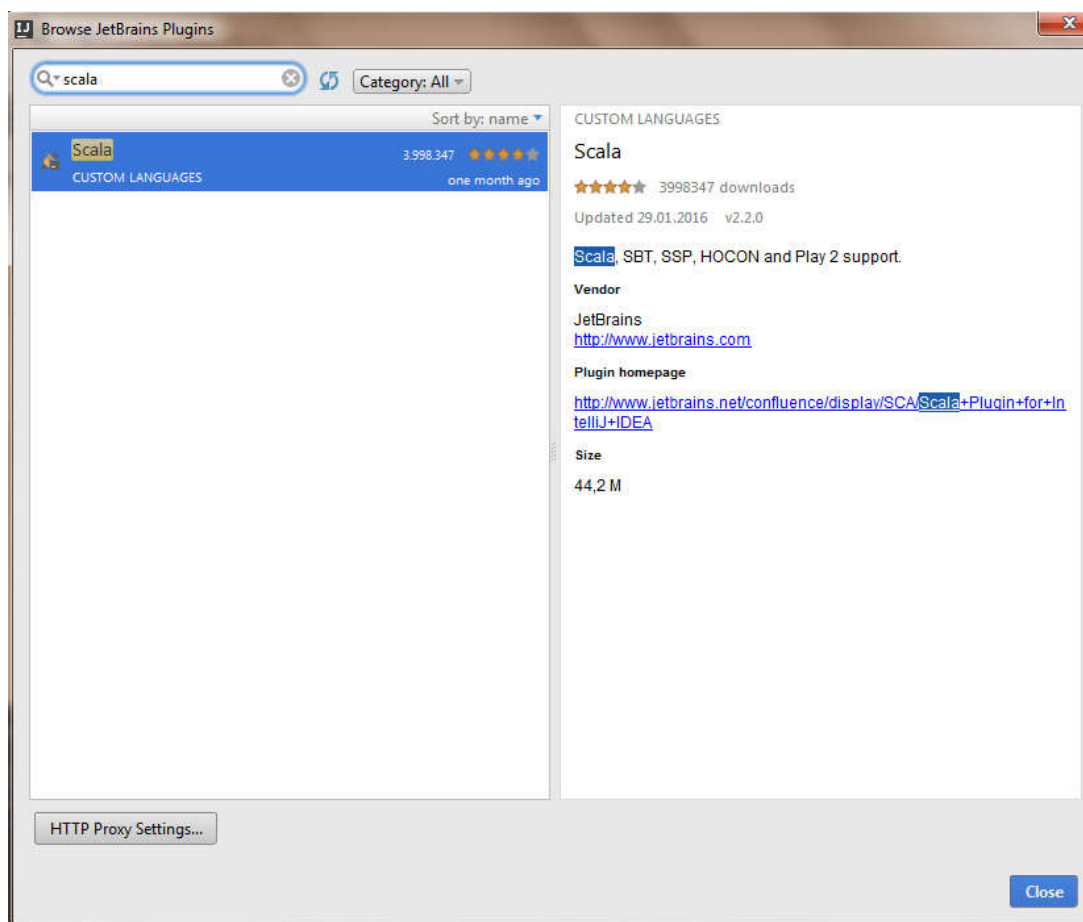 IJ Browse JetBrains Plugins
x
scala
Category: All
Sort by: name
Scala
3.998.347
CUSTOM LANGUAGES
one month ago
CUSTOM LANGUAGES
Scala
3998347 downloads
Updated 29.01.2016 v2.2.0
Scala, SBT, SSP, HOCON and Play 2 support.
Vendor
JetBrains
http://www.jetbrains.com
Plugin homepage
http://www.jetbrains.net/confluence/display/SCA/Scala+Plugin+for+In
telliJ+IDEA
Size
44,2 M
HTTP Proxy Settings...
Close